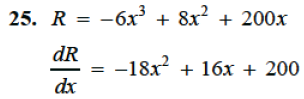 25. R = −6x³ + 8x² + 200x
dR/dx = −18x² + 16x + 200